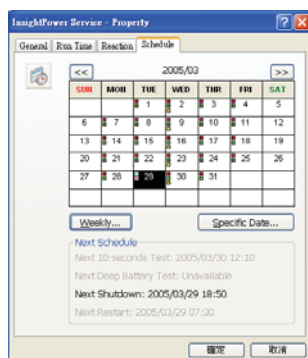 InsightPower Service - Property
General Run Time Reaction Schedule
<< 2005/03 >>
SUN MON TUE WED THR FRI SAT
1 2 3 4 5
6 7 8 9 10 11 12
13 14 15 16 17 18 19
20 21 22 23 24 25 26
27 28 29 30 31
Weekly... Specific Date...
Next Schedule
Next 10-seconds Test: 2005/03/30 12:10
Next Deep Battery Test: Unavailable
Next Shutdown: 2005/03/29 18:50
Next Restart: 2005/03/29 07:30
確定 取消